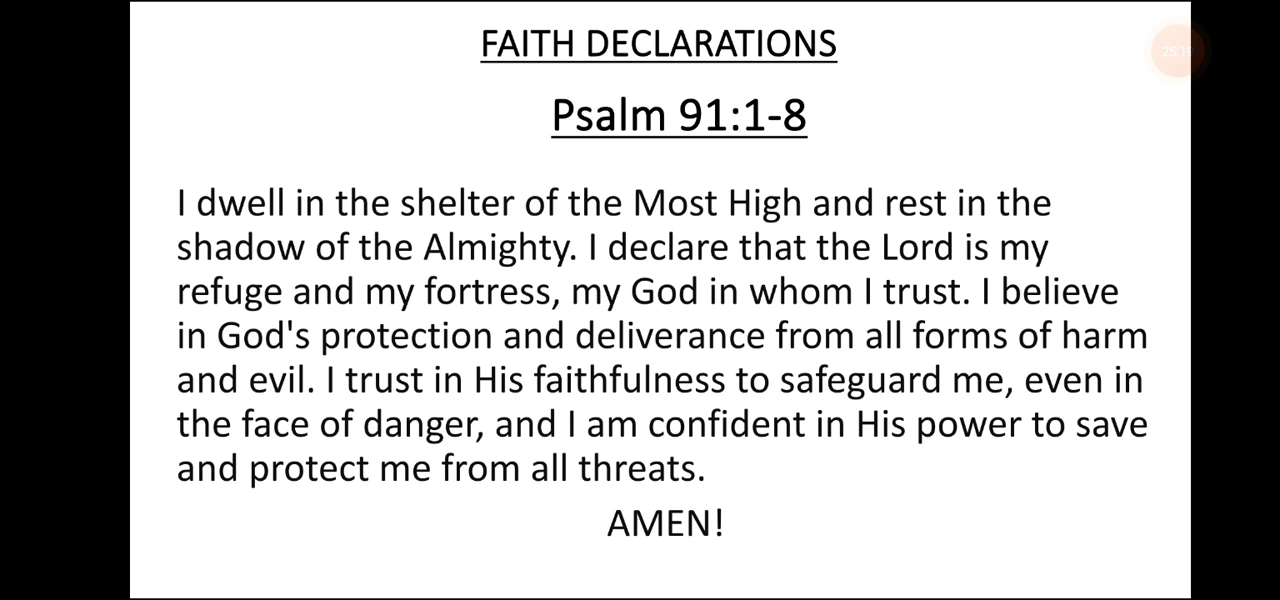 FAITH DECLARATIONS
25:19
Psalm 91:1-8
I dwell in the shelter of the Most High and rest in the
shadow of the Almighty. I declare that the Lord is my
refuge and my fortress, my God in whom I trust. I believe
in God's protection and deliverance from all forms of harm
and evil. I trust in His faithfulness to safeguard me, even in
the face of danger, and I am confident in His power to save
and protect me from all threats.
AMEN!